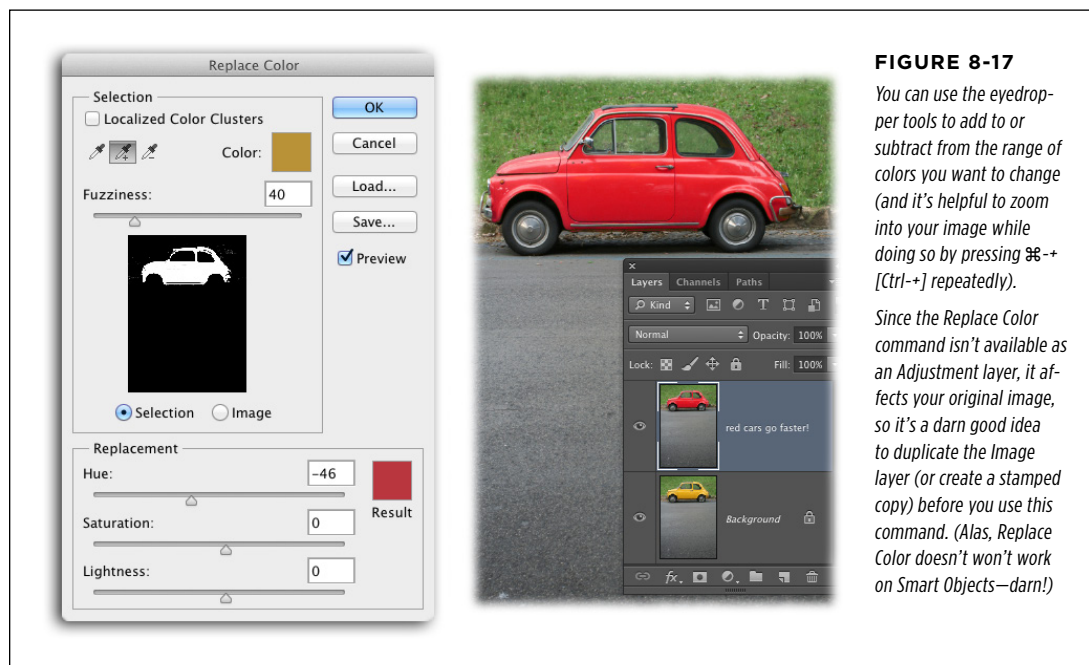 Replace Color
Selection
Localized Color Clusters
Color:
Fuzziness:
40
Selection
Image
Replacement
Hue:
-46
Saturation:
0
Lightness:
0
Result
OK
Cancel
Load...
Save...
Preview
Layers Channels Paths
Kind
Normal
Opacity: 100%
Lock:
Fill: 100%
red cars go faster!
Background
fx
FIGURE 8-17
You can use the eyedrop-
per tools to add to or
subtract from the range of
colors you want to change
(and it's helpful to zoom
into your image while
doing so by pressing ⌘-+
[Ctrl-+] repeatedly).
Since the Replace Color
command isn't available as
an Adjustment layer, it af-
fects your original image,
so it's a darn good idea
to duplicate the Image
layer (or create a stamped
copy) before you use this
command. (Alas, Replace
Color doesn't won't work
on Smart Objects—darn!)